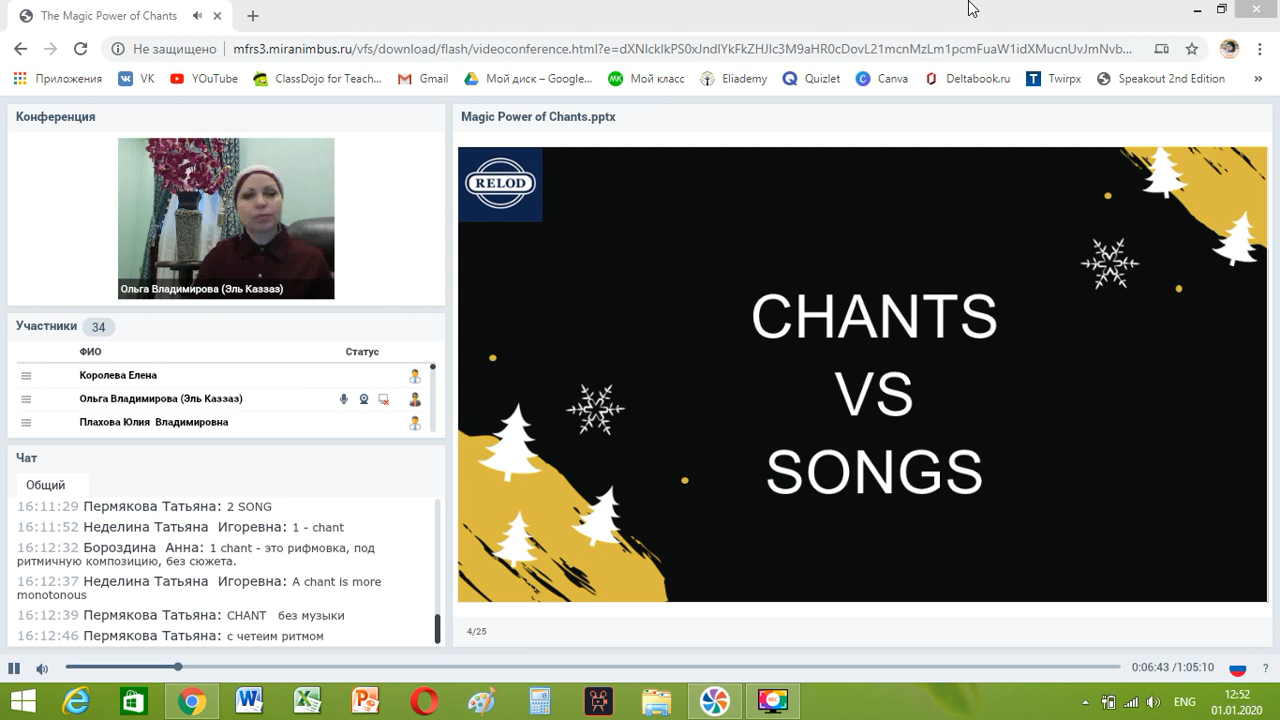 The Magic Power of Chants
Не защищено
mfrs3.miranimbus.ru/vfs/download/flash/videoconference.html?e=dXNlcklkPS0xJndlYkFkZHJlc3M9aHR0cDovL21mcnMzLm1pcmFuaW1idXMucnUvJmNvb...
Приложения
VK
YOutube
ClassDojo for Teach...
Gmail
Мой диск – Google...
Мой класс
Eliademy
Quizlet
Canva
Deltabook.ru
Twirpx
Speakout 2nd Edition
»
Конференция
Ольга Владимирова (Эль Каззаз)
Участники 34
ФИО Статус
Королева Елена
Ольга Владимирова (Эль Каззаз)
Плахова Юлия Владимировна
Чат
Общий
16:11:29 Пермякова Татьяна: 2 SONG
16:11:52 Неделина Татьяна Игоревна: 1 - chant
16:12:32 Бороздина Анна: 1 chant - это рифмовка, под
ритмичную композицию, без сюжета.
16:12:37 Неделина Татьяна Игоревна: A chant is more
monotonous
16:12:39 Пермякова Татьяна: CHANT без музыки
16:12:46 Пермякова Татьяна: с четеим ритмом
Magic Power of Chants.pptx
RELOD
CHANTS
VS
SONGS
4/25
0:06:43 /1:05:10
?
ENG
12:52
01.01.2020